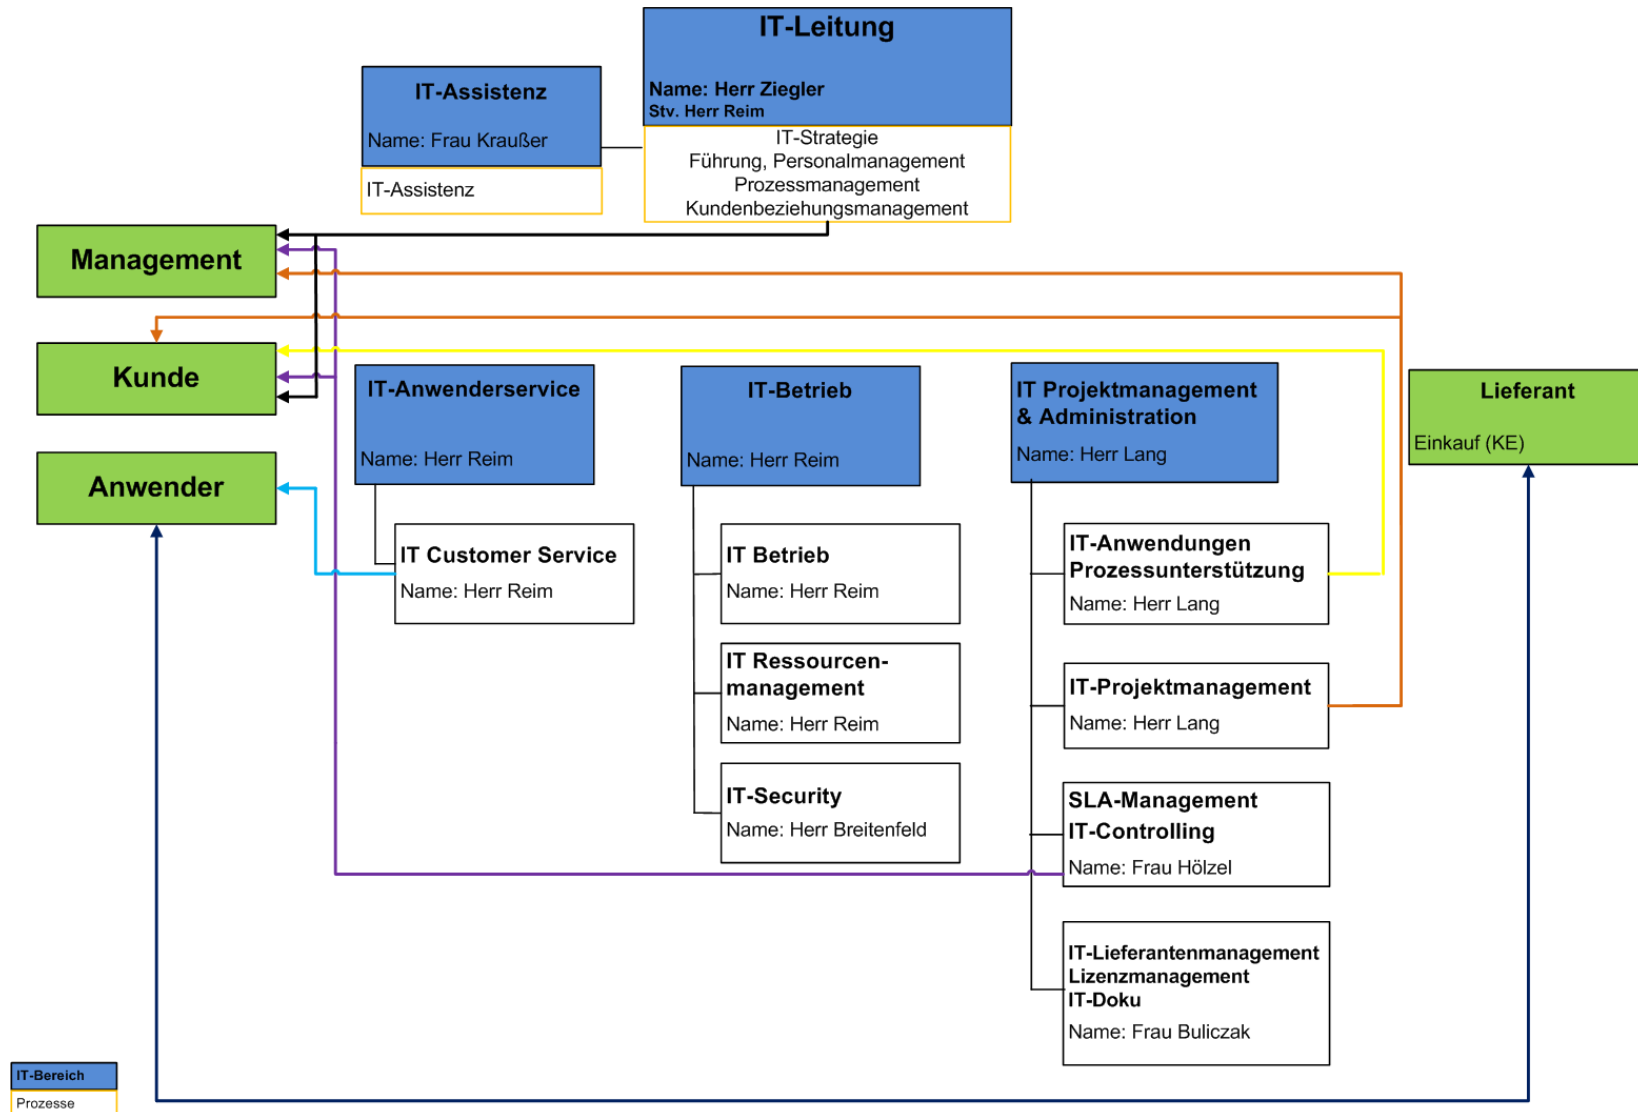 IT-Leitung
Name: Herr Ziegler
Stv. Herr Reim
IT-Strategie
Führung, Personalmanagement
Prozessmanagement
Kundenbeziehungsmanagement
IT-Assistenz
Name: Frau Kraußer
IT-Assistenz
Management
Kunde
Anwender
IT-Anwenderservice
Name: Herr Reim
IT Customer Service
Name: Herr Reim
IT-Betrieb
Name: Herr Reim
IT Betrieb
Name: Herr Reim
IT Ressourcen-
management
Name: Herr Reim
IT-Security
Name: Herr Breitenfeld
IT Projektmanagement
& Administration
Name: Herr Lang
IT-Anwendungen
Prozessunterstützung
Name: Herr Lang
IT-Projektmanagement
Name: Herr Lang
SLA-Management
IT-Controlling
Name: Frau Hölzel
IT-Lieferantenmanagement
Lizenzmanagement
IT-Doku
Name: Frau Buliczak
Lieferant
Einkauf (KE)
IT-Bereich
Prozesse